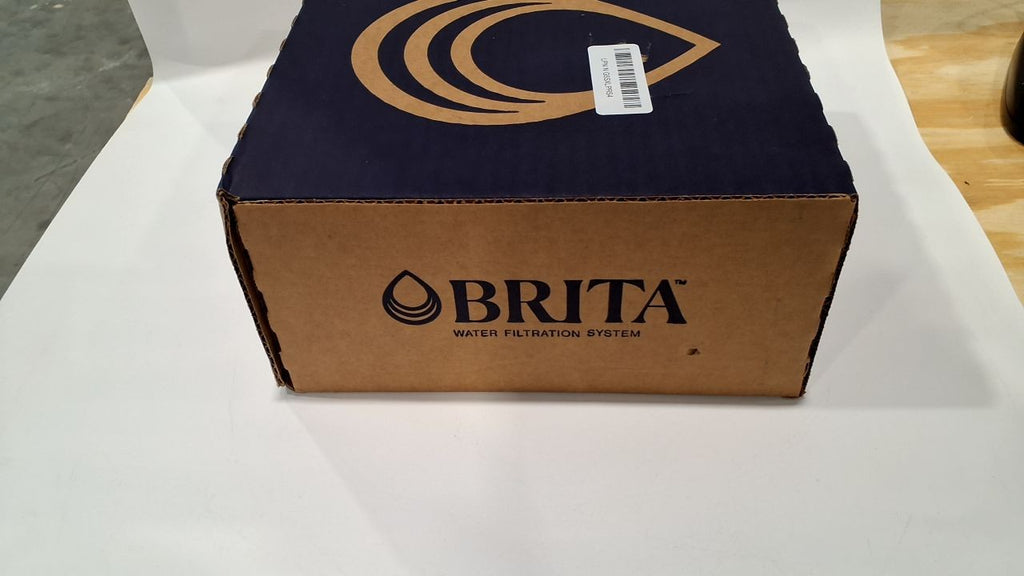 BRITA™
WATER FILTRATION SYSTEM